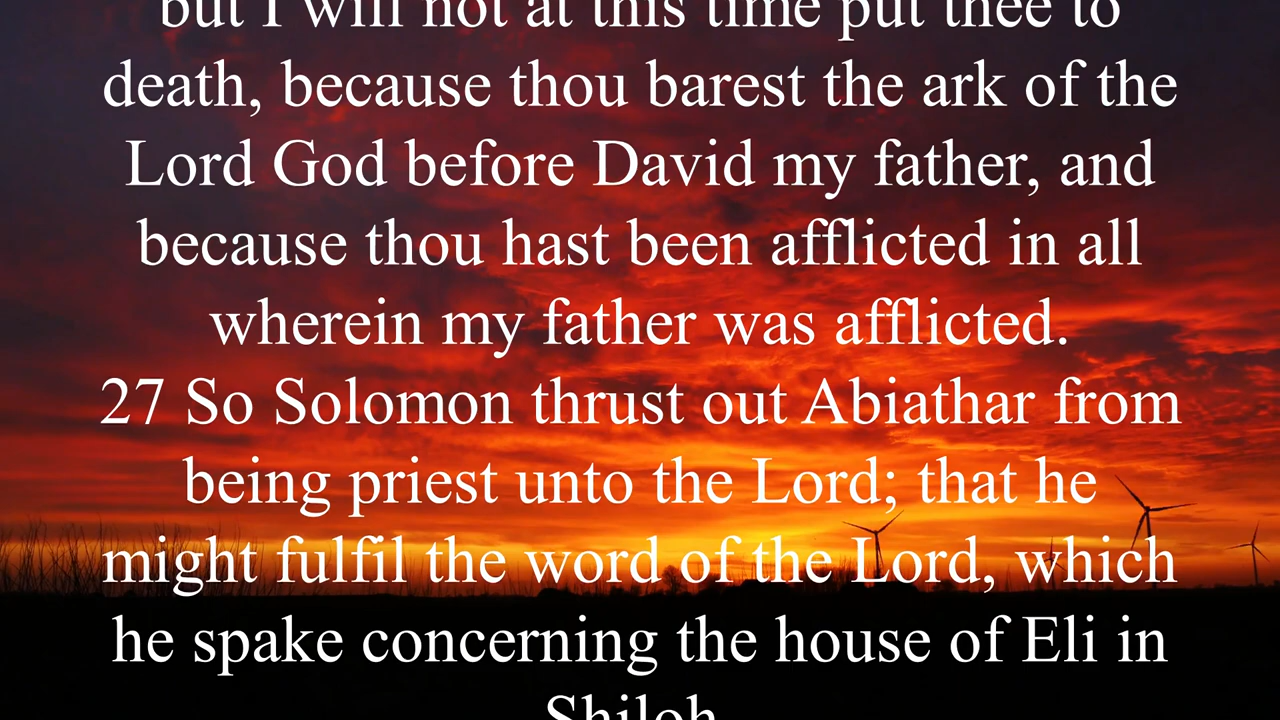 but I will not at this time put thee to
death, because thou barest the ark of the
Lord God before David my father, and
because thou hast been afflicted in all
wherein my father was afflicted.
27 So Solomon thrust out Abiathar from
being priest unto the Lord; that he
might fulfil the word of the Lord, which
he spake concerning the house of Eli in
Shiloh